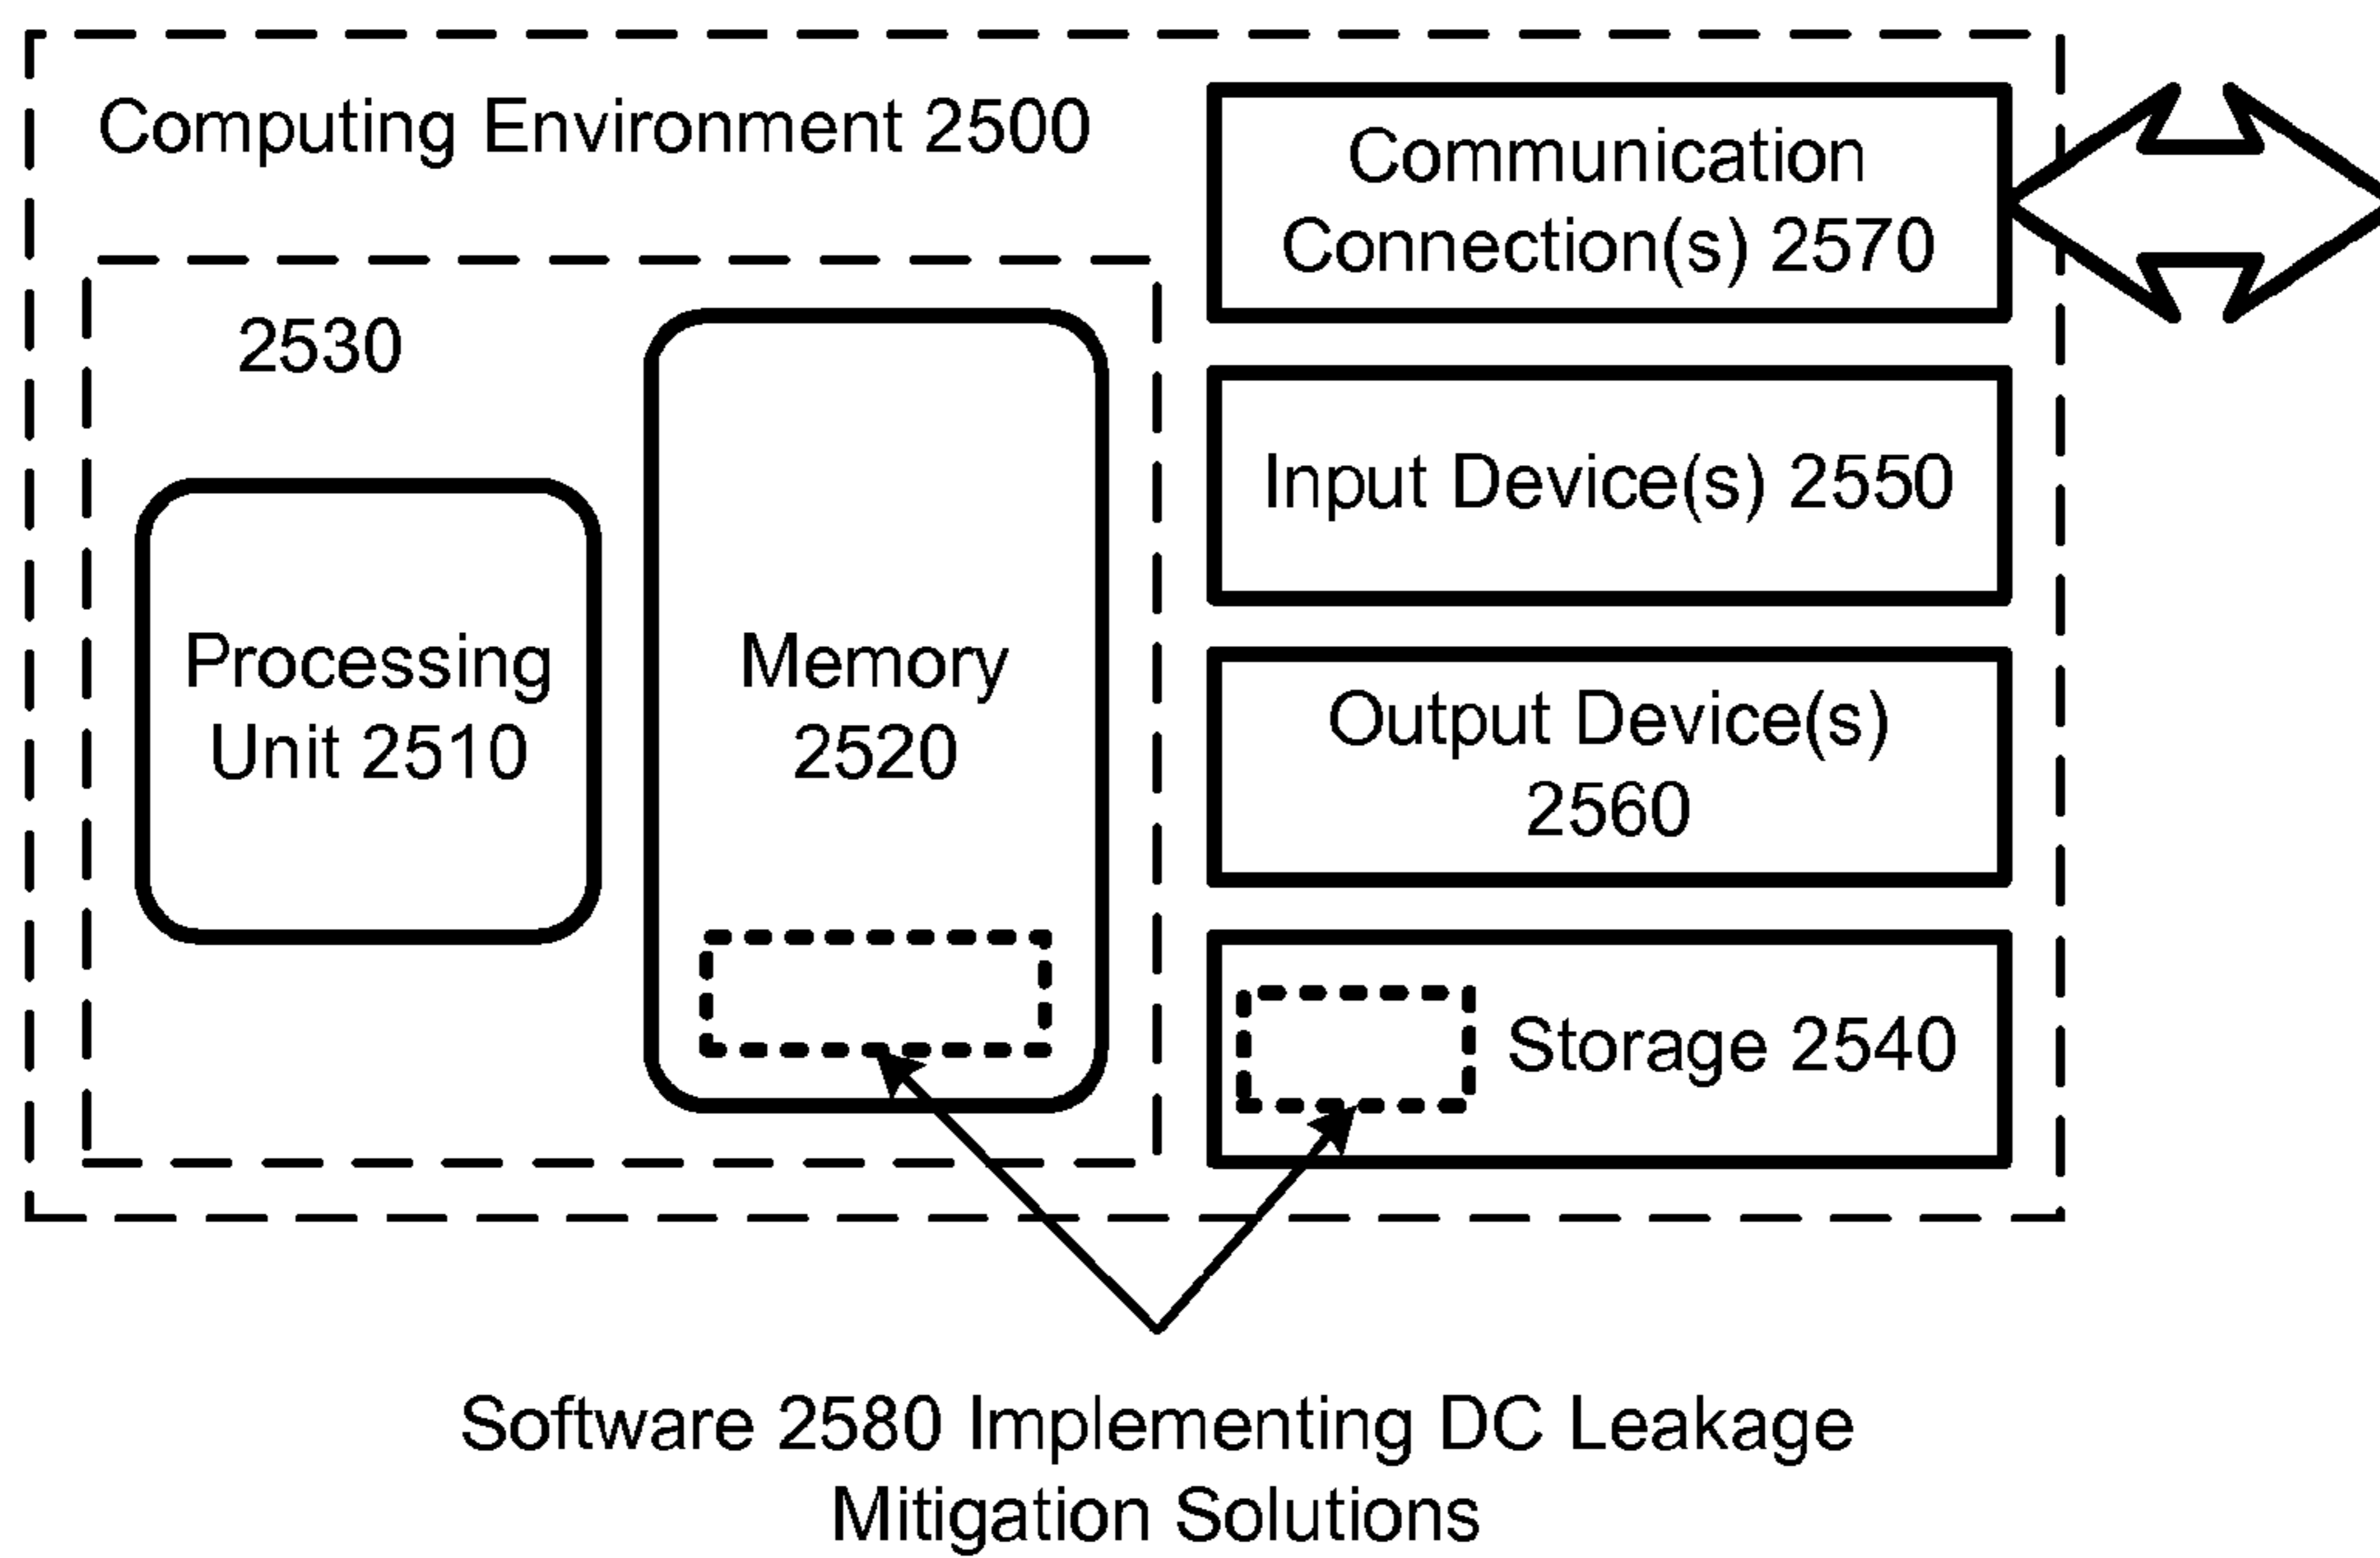 Computing Environment 2500
Communication
Connection(s) 2570
2530
Input Device(s) 2550
Processing
Unit 2510
Memory
2520
Output Device(s)
2560
Storage 2540
Software 2580 Implementing DC Leakage
Mitigation Solutions